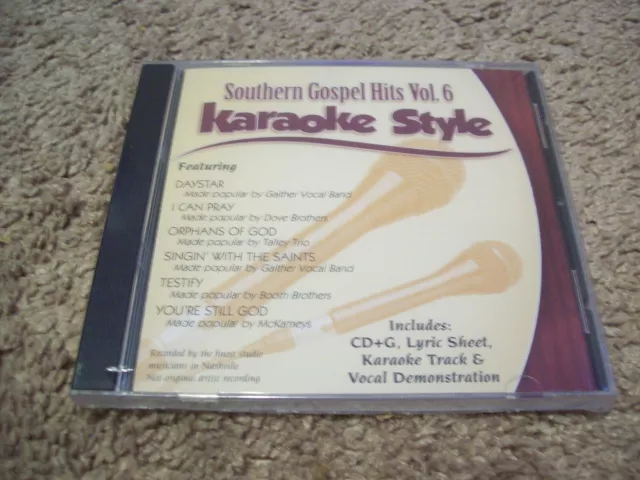 Southern Gospel Hits Vol. 6
Karaoke Style
Featuring
DAYSTAR
Made popular by Gaither Vocal Band
I CAN PRAY
Made popular by Dove Brothers
ORPHANS OF GOD
Made popular by Talley Trio
SINGIN' WITH THE SAINTS
Made popular by Gaither Vocal Band
TESTIFY
Made popular by Booth Brothers
YOU'RE STILL GOD
Made popular by McKameys
Includes:
CD+G, Lyric Sheet,
Karaoke Track &
Vocal Demonstration
Recorded by the finest studio
musicians in Nashville
Not original artist recording